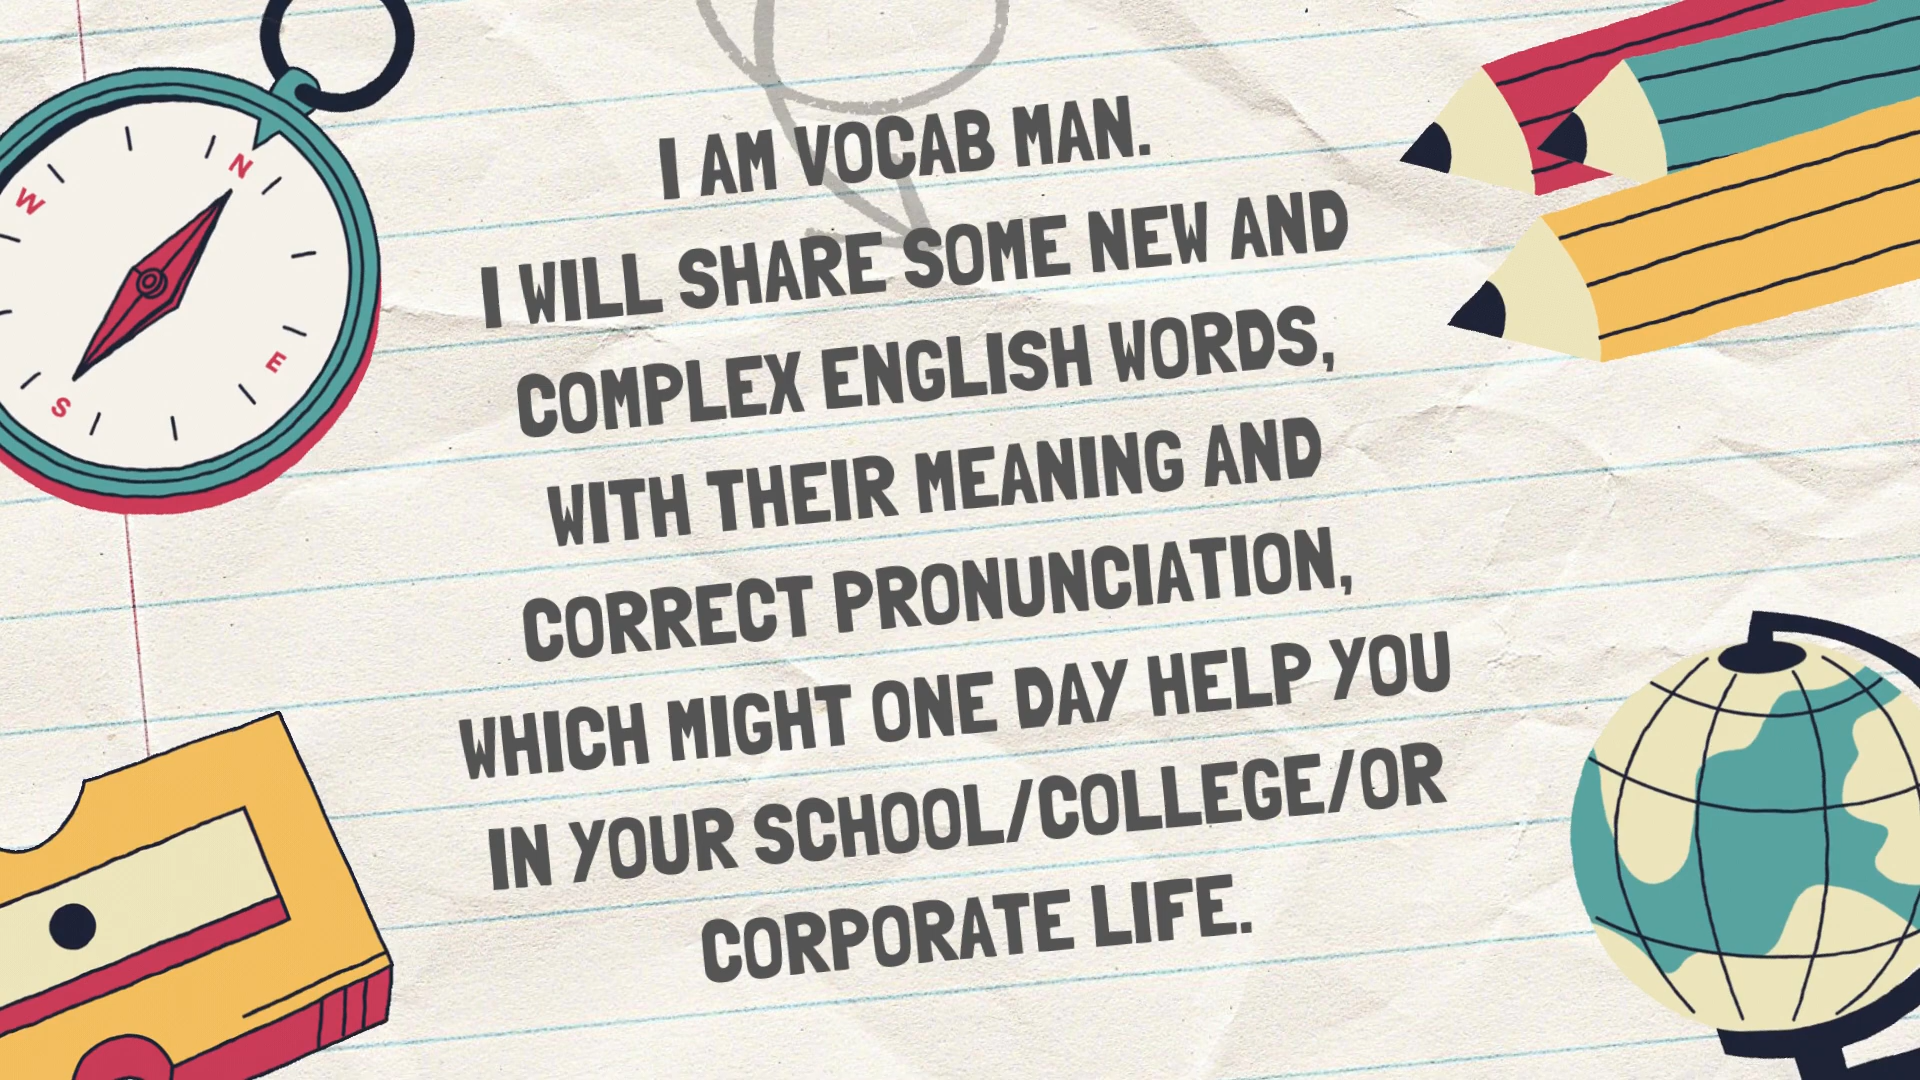 I AM VOCAB MAN.
I WILL SHARE SOME NEW AND
COMPLEX ENGLISH WORDS,
WITH THEIR MEANING AND
CORRECT PRONUNCIATION,
WHICH MIGHT ONE DAY HELP YOU
IN YOUR SCHOOL/COLLEGE/OR
CORPORATE LIFE.
N
W
E
S